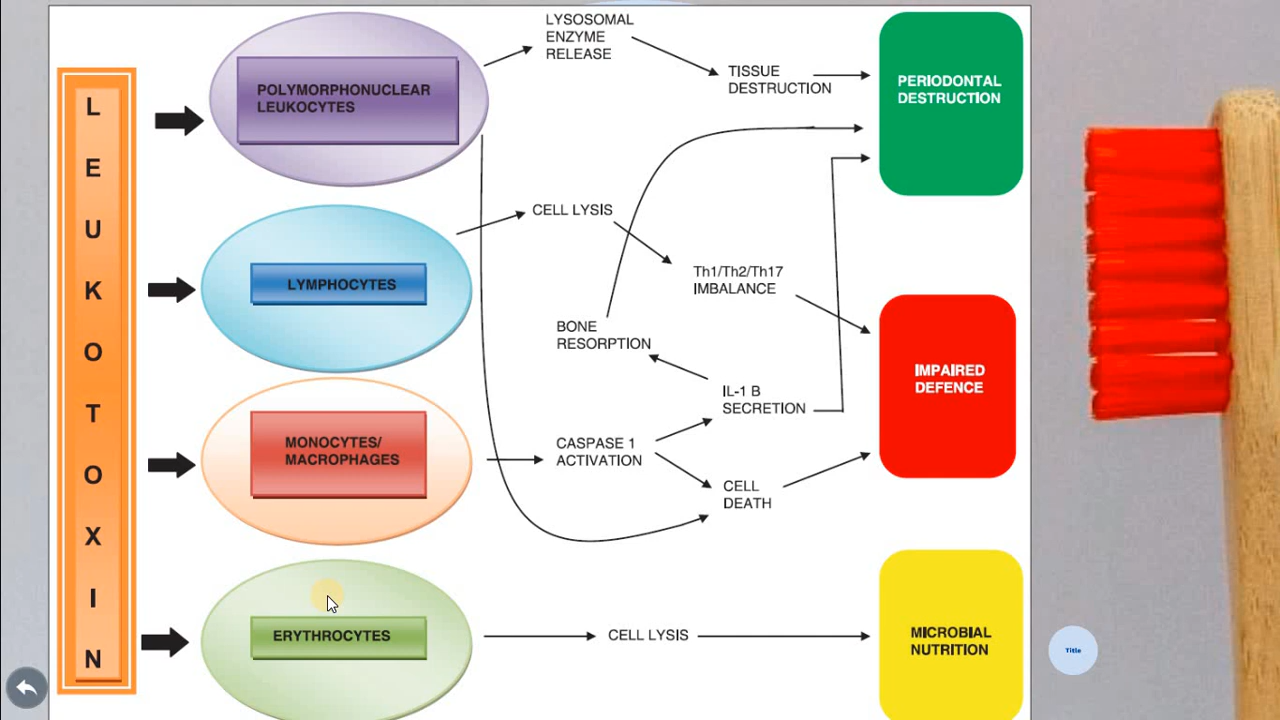 L
E
U
K
O
T
O
X
I
N
POLYMORPHONUCLEAR
LEUKOCYTES
LYMPHOCYTES
MONOCYTES/
MACROPHAGES
ERYTHROCYTES
LYSOSOMAL
ENZYME
RELEASE
TISSUE
DESTRUCTION
CELL LYSIS
Th1/Th2/Th17
IMBALANCE
BONE
RESORPTION
IL-1 B
SECRETION
CASPASE 1
ACTIVATION
CELL
DEATH
CELL LYSIS
PERIODONTAL
DESTRUCTION
IMPAIRED
DEFENCE
MICROBIAL
NUTRITION
Title